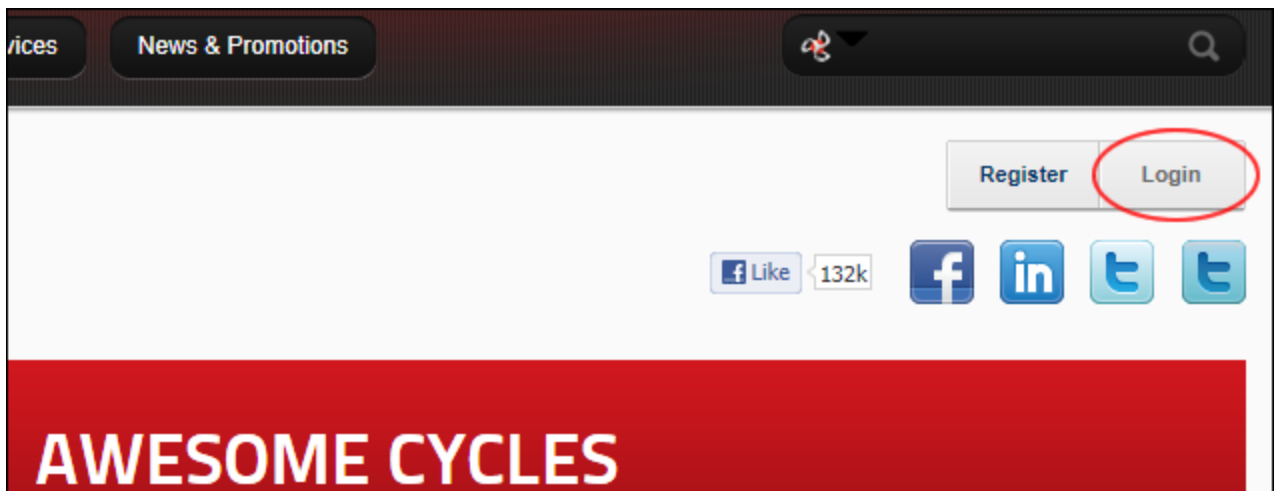 vices News & Promotions
Register Login
Like 132k
AWESOME CYCLES